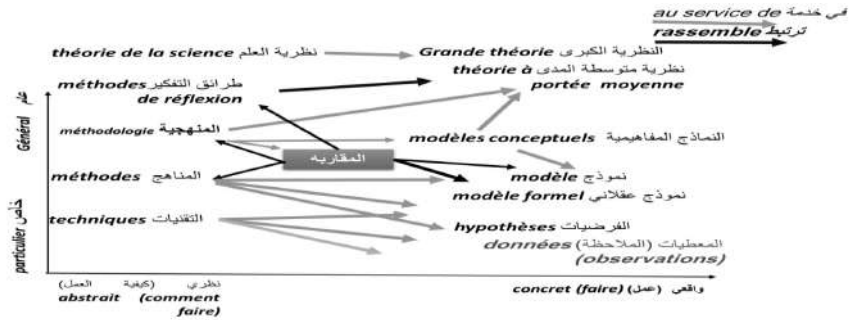 au service de في خدمة
rassemble ترتبط
théorie de la science نظرية العلم
Grande théorie النظرية الكبرى
méthodes طرائق التفكير
de réflexion
théorie à نظرية متوسطة المدى
portée moyenne
méthodologie المنهجية
modèles conceptuels النماذج المفاهيمية
المقاربه
méthodes المناهج
modèle نموذج
modèle formel نموذج عقلاني
techniques التقنيات
hypothèses الفرضيات
données المعطيات (الملاحظة)
(observations)
Général عام
particulier خاص
نظري (كيفية العمل)
abstrait (comment
faire)
concret (faire) واقعي (عمل)